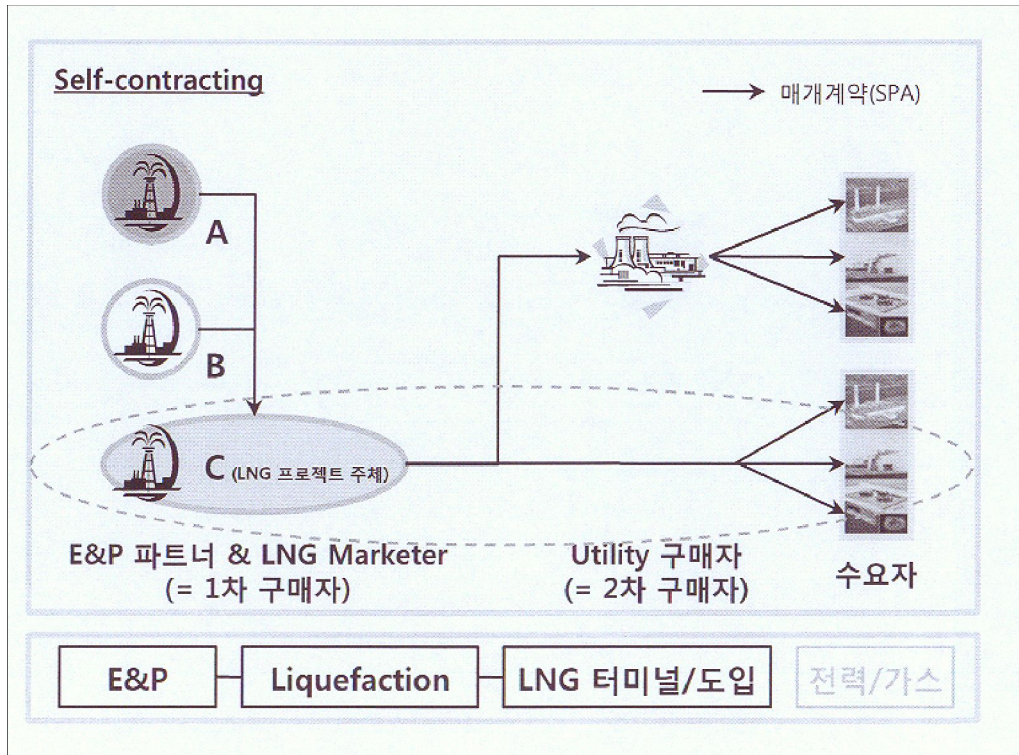 Self-contracting
매개계약(SPA)
A
B
C (LNG 프로젝트 주체)
E&P 파트너 & LNG Marketer
(= 1차 구매자)
Utility 구매자
(= 2차 구매자)
수요자
E&P
Liquefaction
LNG 터미널/도입
전력/가스